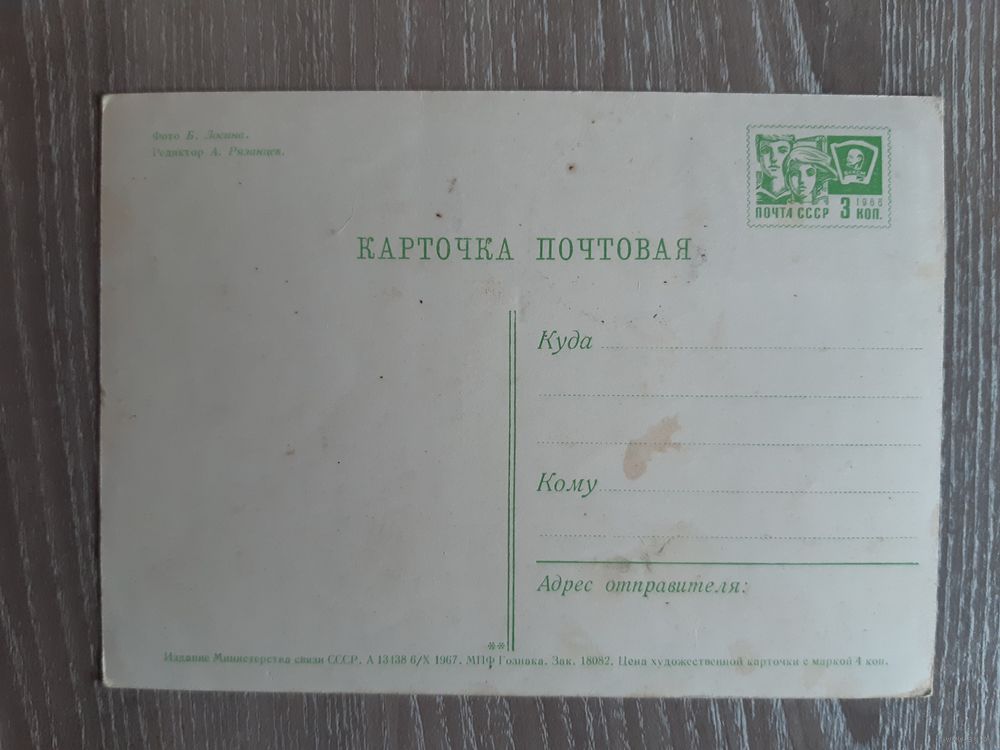 Фото Б. Лосина.
Редактор А. Рязанцев.
ПОЧТА СССР 3 КОП.
1966
КАРТОЧКА ПОЧТОВАЯ
Куда
Кому
Адрес отправителя:
**
Издание Министерства связи СССР. А 13438 6/X 1967. МПФ Гознака. Зак. 18082. Цена художественной карточки с маркой 4 коп.